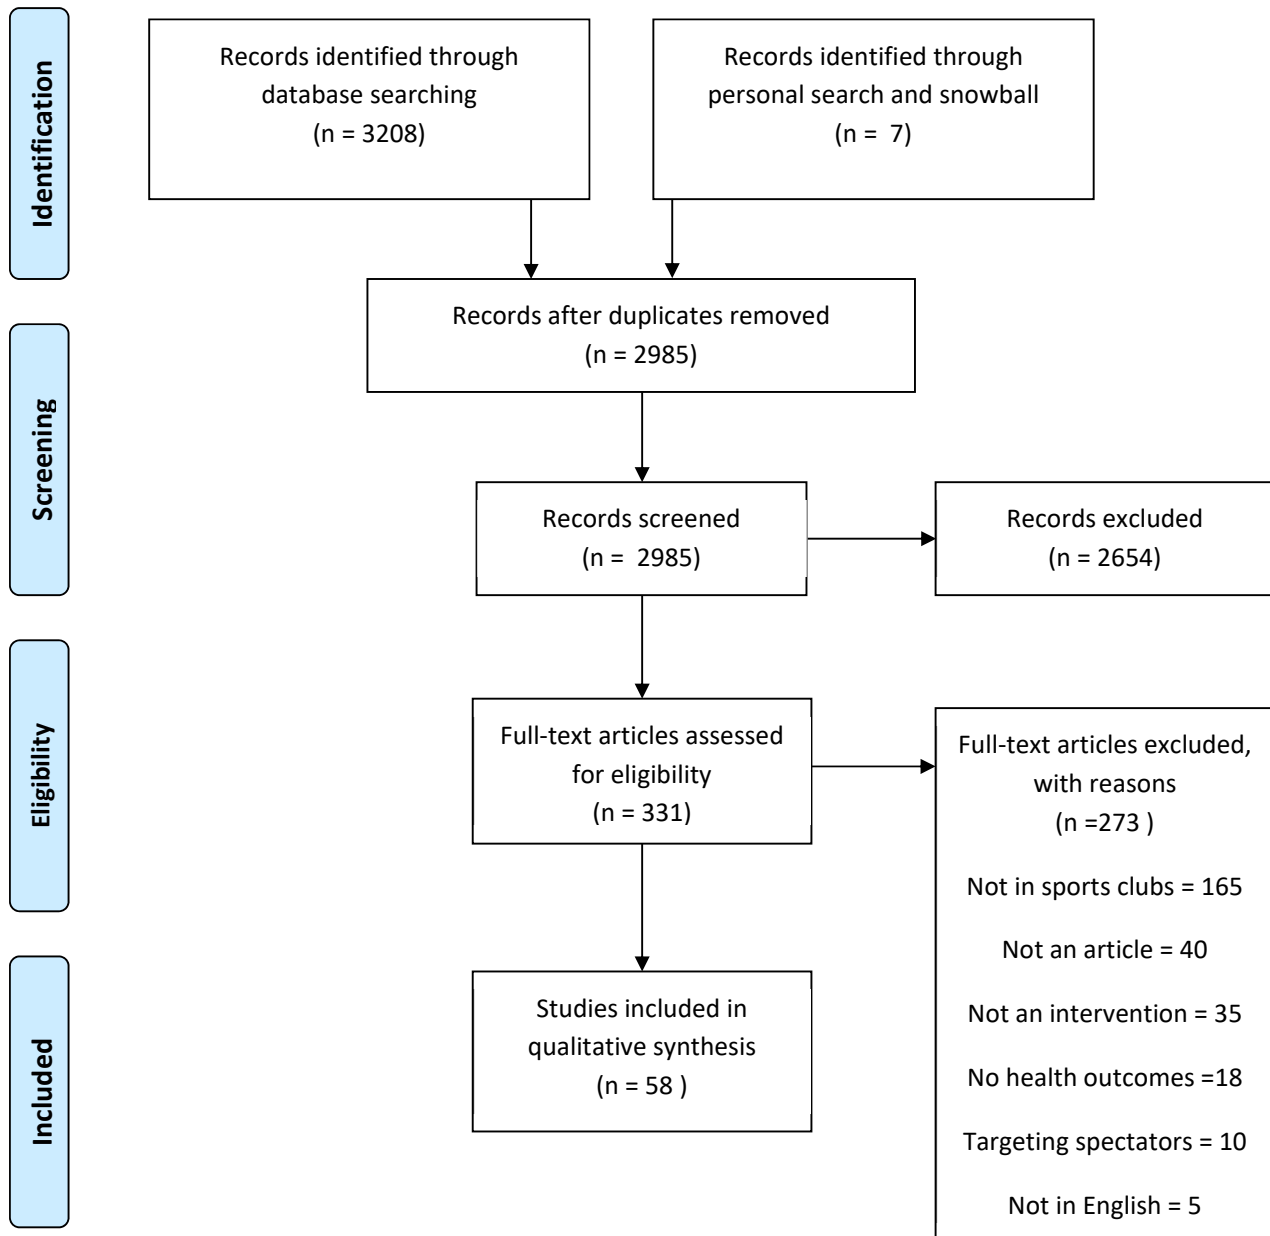 Identification
Records identified through
database searching
(n = 3208)
Records identified through
personal search and snowball
(n =  7)
Records after duplicates removed
(n = 2985)
Screening
Records screened
(n =  2985)
Records excluded
(n = 2654)
Eligibility
Full-text articles assessed
for eligibility
(n = 331)
Full-text articles excluded,
with reasons
(n =273 )
Not in sports clubs = 165
Not an article = 40
Not an intervention = 35
No health outcomes =18
Targeting spectators = 10
Not in English = 5
Included
Studies included in
qualitative synthesis
(n = 58 )